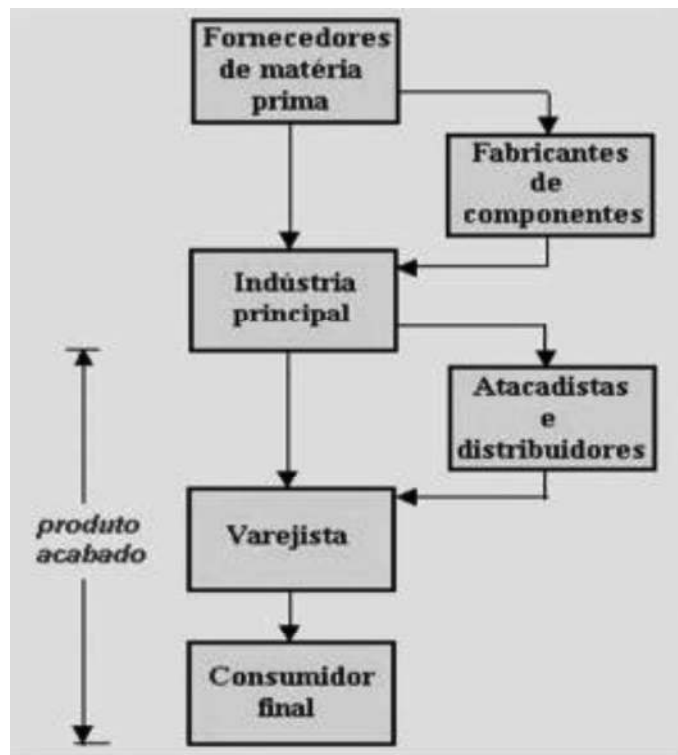 Fornecedores
de matéria
prima
Fabricantes
de
componentes
Indústria
principal
Atacadistas
e
distribuidores
produto
acabado
Varejista
Consumidor
final